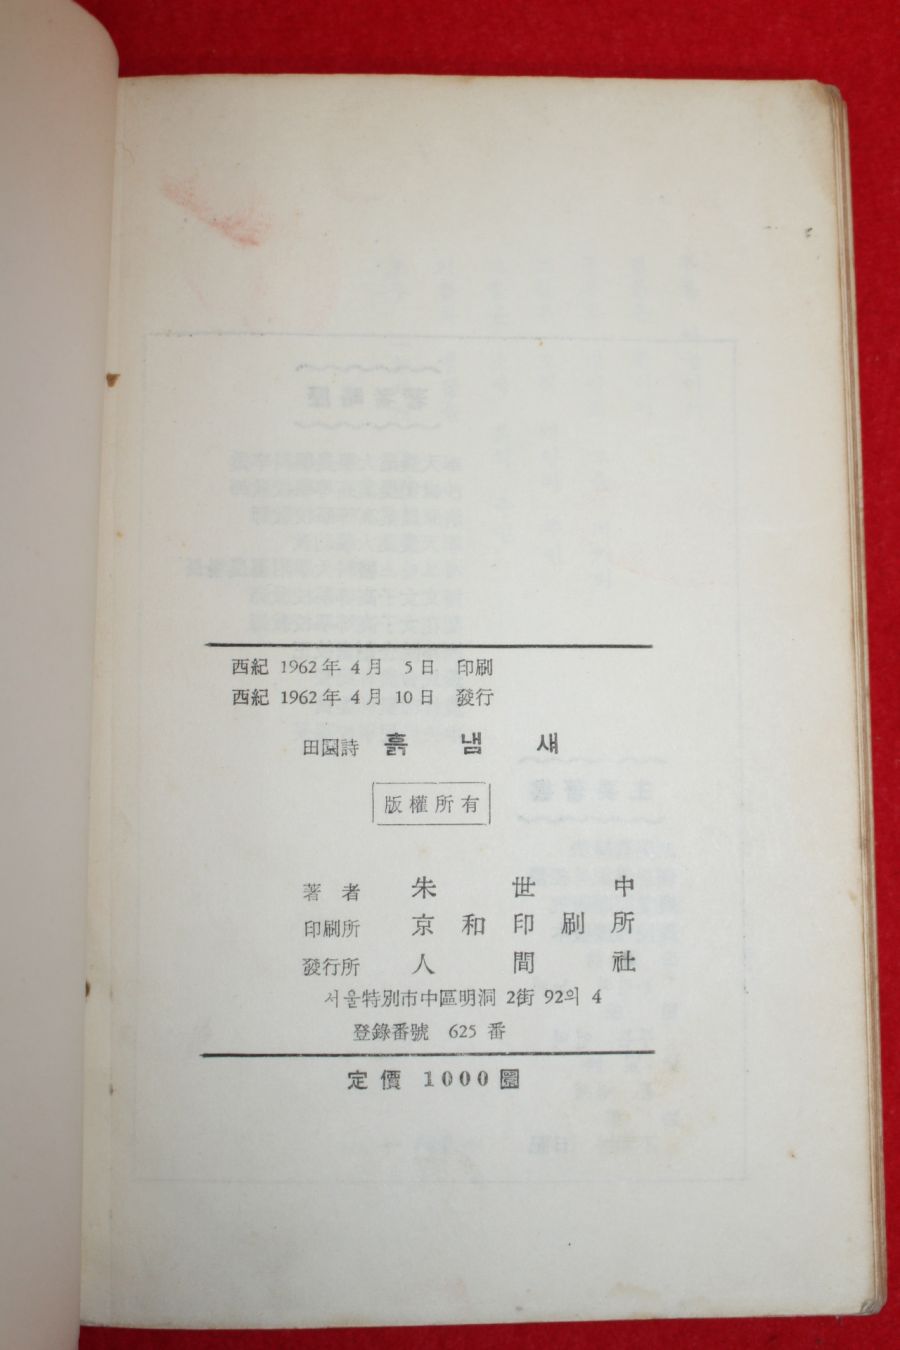 西紀 1962年 4月 5日 印刷
西紀 1962年 4月 10日 發行
田園詩 흙냄새
版權所有
著者 朱世中
印刷所 京和印刷所
發行所 人間社
서울特別市中區明洞 2街 92의 4
登錄番號 625 番
定價 1000圜